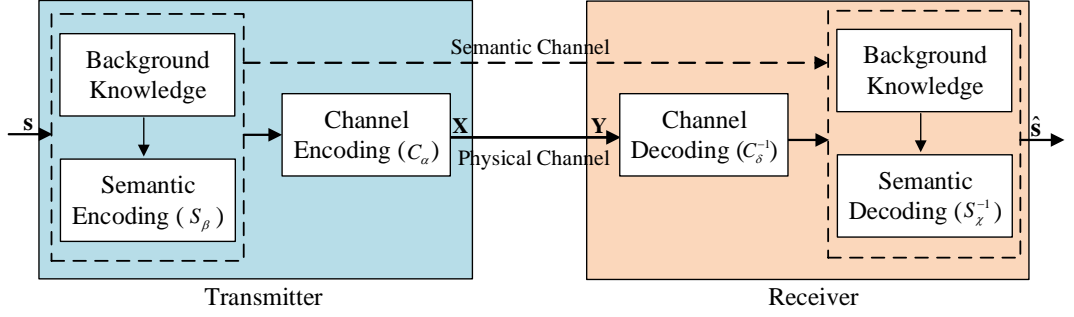 s
Background
Knowledge
Semantic
Encoding (S_β)
Channel
Encoding (C_α)
X
Semantic Channel
Physical Channel
Y
Channel
Decoding (C_δ^{-1})
Background
Knowledge
Semantic
Decoding (S_χ^{-1})
ŝ
Transmitter
Receiver